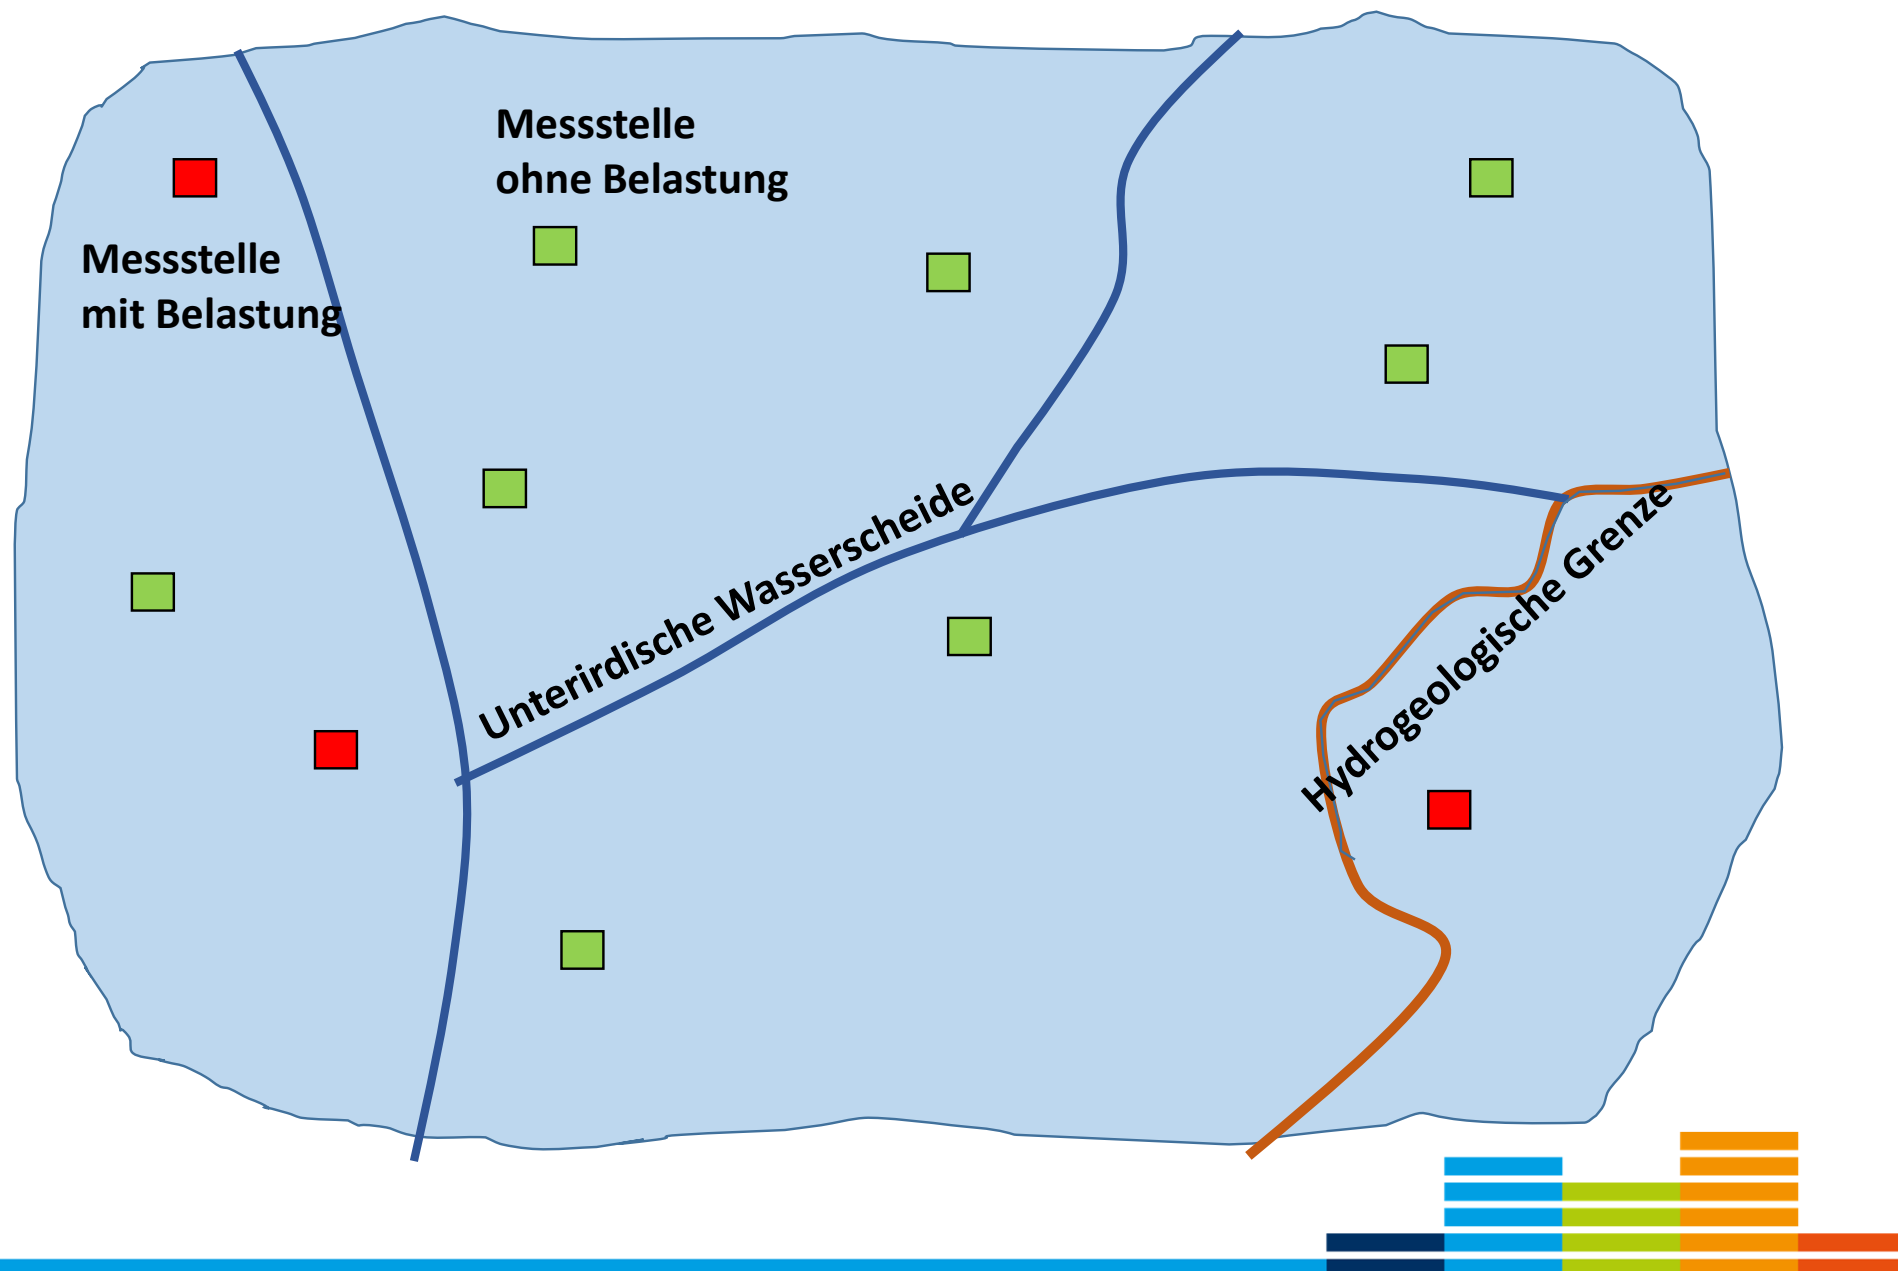 Messstelle
ohne Belastung
Messstelle
mit Belastung
Unterirdische Wasserscheide
Hydrogeologische Grenze